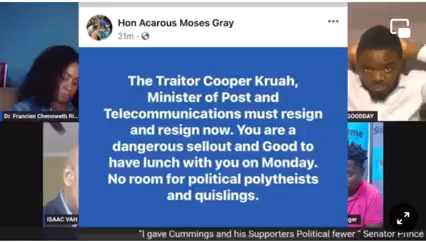 Hon Acarous Moses Gray
21m ·
The Traitor Cooper Kruah,
Minister of Post and
Telecommunications must resign
and resign now. You are a
dangerous sellout and Good to
have lunch with you on Monday.
No room for political polytheists
and quislings.
Dr. Francien Chenoweth Ri...
GOODDAY
ISAAC VAH
ger
"I gave Cummings and his Supporters Political fewer " Senator Prince